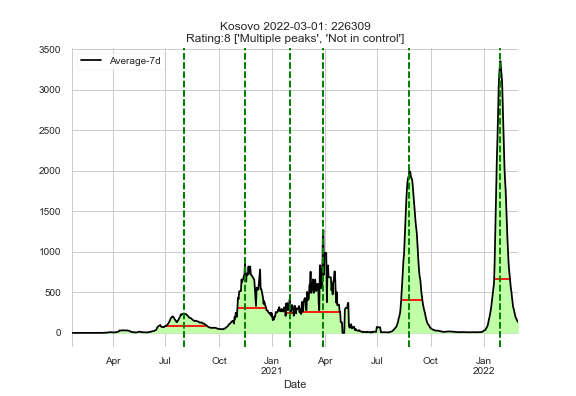 Kosovo 2022-03-01: 226309
Rating:8 ['Multiple peaks', 'Not in control']
Average-7d
3500
3000
2500
2000
1500
1000
500
0
Apr Jul Oct Jan Apr Jul Oct Jan
2021 2022
Date